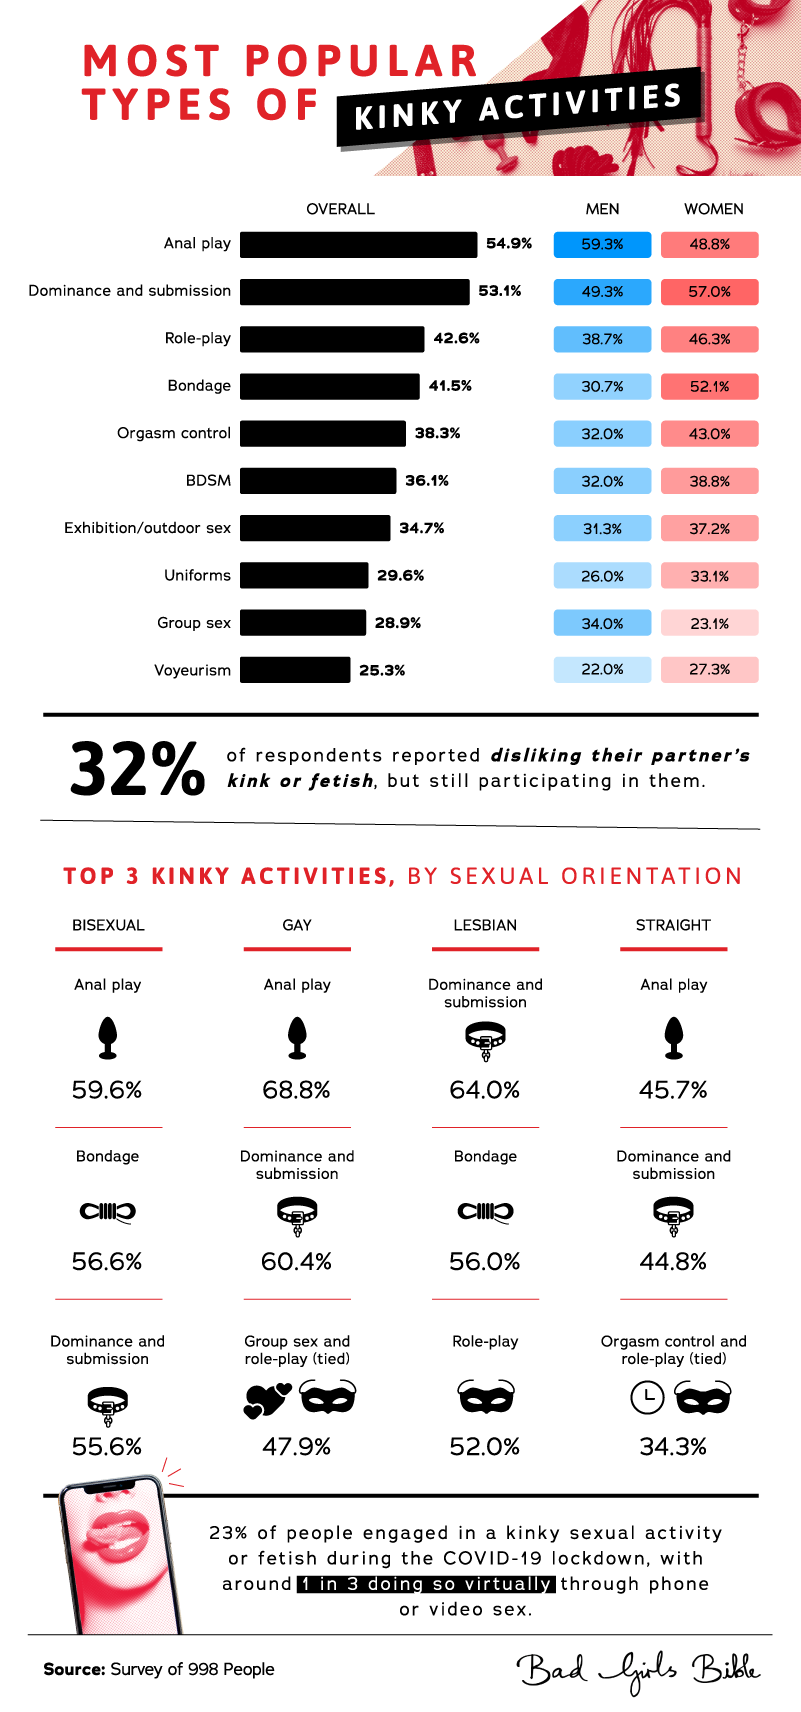 MOST POPULAR
TYPES OF KINKY ACTIVITIES
OVERALL MEN WOMEN
Anal play 54.9% 59.3% 48.8%
Dominance and submission 53.1% 49.3% 57.0%
Role-play 42.6% 38.7% 46.3%
Bondage 41.5% 30.7% 52.1%
Orgasm control 38.3% 32.0% 43.0%
BDSM 36.1% 32.0% 38.8%
Exhibition/outdoor sex 34.7% 31.3% 37.2%
Uniforms 29.6% 26.0% 33.1%
Group sex 28.9% 34.0% 23.1%
Voyeurism 25.3% 22.0% 27.3%
32% of respondents reported disliking their partner's
kink or fetish, but still participating in them.
TOP 3 KINKY ACTIVITIES, BY SEXUAL ORIENTATION
BISEXUAL GAY LESBIAN STRAIGHT
Anal play Anal play Dominance and submission Anal play
59.6% 68.8% 64.0% 45.7%
Bondage Dominance and submission Bondage Dominance and submission
56.6% 60.4% 56.0% 44.8%
Dominance and submission Group sex and role-play (tied) Role-play Orgasm control and role-play (tied)
55.6% 47.9% 52.0% 34.3%
23% of people engaged in a kinky sexual activity
or fetish during the COVID-19 lockdown, with
around 1 in 3 doing so virtually through phone
or video sex.
Source: Survey of 998 People
Bad Girls Bible